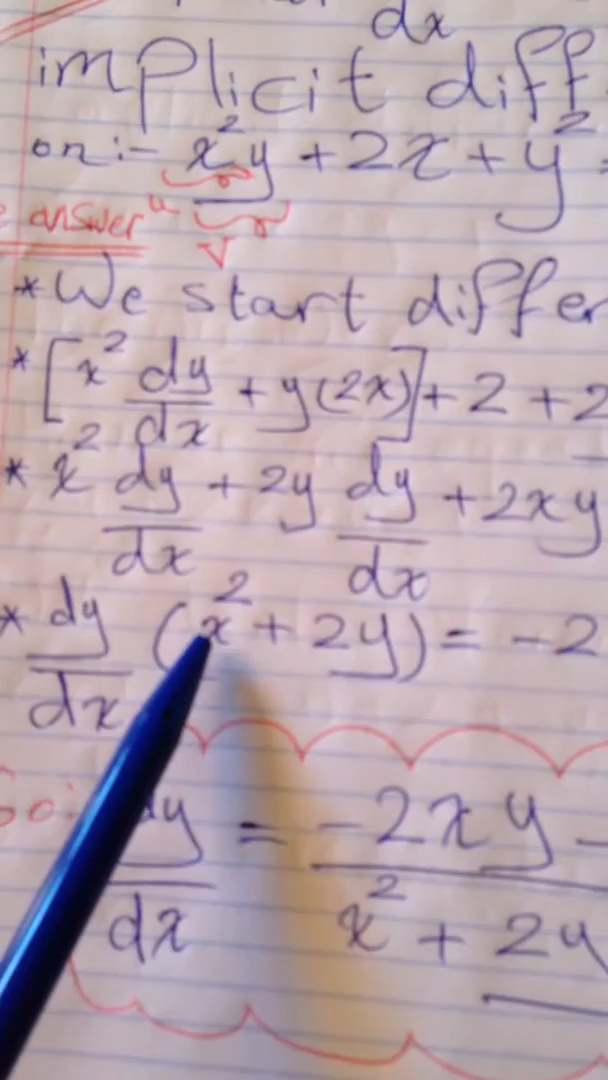 dx
implicit diff
on:- x²y + 2x + y² =
e answer" u
v v
*We start differ
* [x² dy/dx + y(2x)] + 2 + 2
* x² dy/dx + 2y dy/dx + 2xy
* dy/dx (x² + 2y) = -2
So: dy/dx = -2xy - / x² + 2y